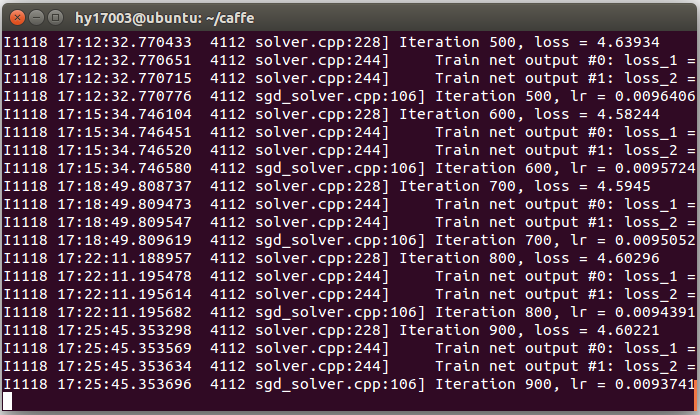 hy17003@ubuntu: ~/caffe
I1118 17:12:32.770433  4112 solver.cpp:228] Iteration 500, loss = 4.63934
I1118 17:12:32.770651  4112 solver.cpp:244]     Train net output #0: loss_1 =
I1118 17:12:32.770715  4112 solver.cpp:244]     Train net output #1: loss_2 =
I1118 17:12:32.770776  4112 sgd_solver.cpp:106] Iteration 500, lr = 0.0096406
I1118 17:15:34.746104  4112 solver.cpp:228] Iteration 600, loss = 4.58244
I1118 17:15:34.746451  4112 solver.cpp:244]     Train net output #0: loss_1 =
I1118 17:15:34.746520  4112 solver.cpp:244]     Train net output #1: loss_2 =
I1118 17:15:34.746580  4112 sgd_solver.cpp:106] Iteration 600, lr = 0.0095724
I1118 17:18:49.808737  4112 solver.cpp:228] Iteration 700, loss = 4.5945
I1118 17:18:49.809473  4112 solver.cpp:244]     Train net output #0: loss_1 =
I1118 17:18:49.809547  4112 solver.cpp:244]     Train net output #1: loss_2 =
I1118 17:18:49.809619  4112 sgd_solver.cpp:106] Iteration 700, lr = 0.0095052
I1118 17:22:11.188957  4112 solver.cpp:228] Iteration 800, loss = 4.60296
I1118 17:22:11.195478  4112 solver.cpp:244]     Train net output #0: loss_1 =
I1118 17:22:11.195614  4112 solver.cpp:244]     Train net output #1: loss_2 =
I1118 17:22:11.195682  4112 sgd_solver.cpp:106] Iteration 800, lr = 0.0094391
I1118 17:25:45.353298  4112 solver.cpp:228] Iteration 900, loss = 4.60221
I1118 17:25:45.353569  4112 solver.cpp:244]     Train net output #0: loss_1 =
I1118 17:25:45.353634  4112 solver.cpp:244]     Train net output #1: loss_2 =
I1118 17:25:45.353696  4112 sgd_solver.cpp:106] Iteration 900, lr = 0.0093741